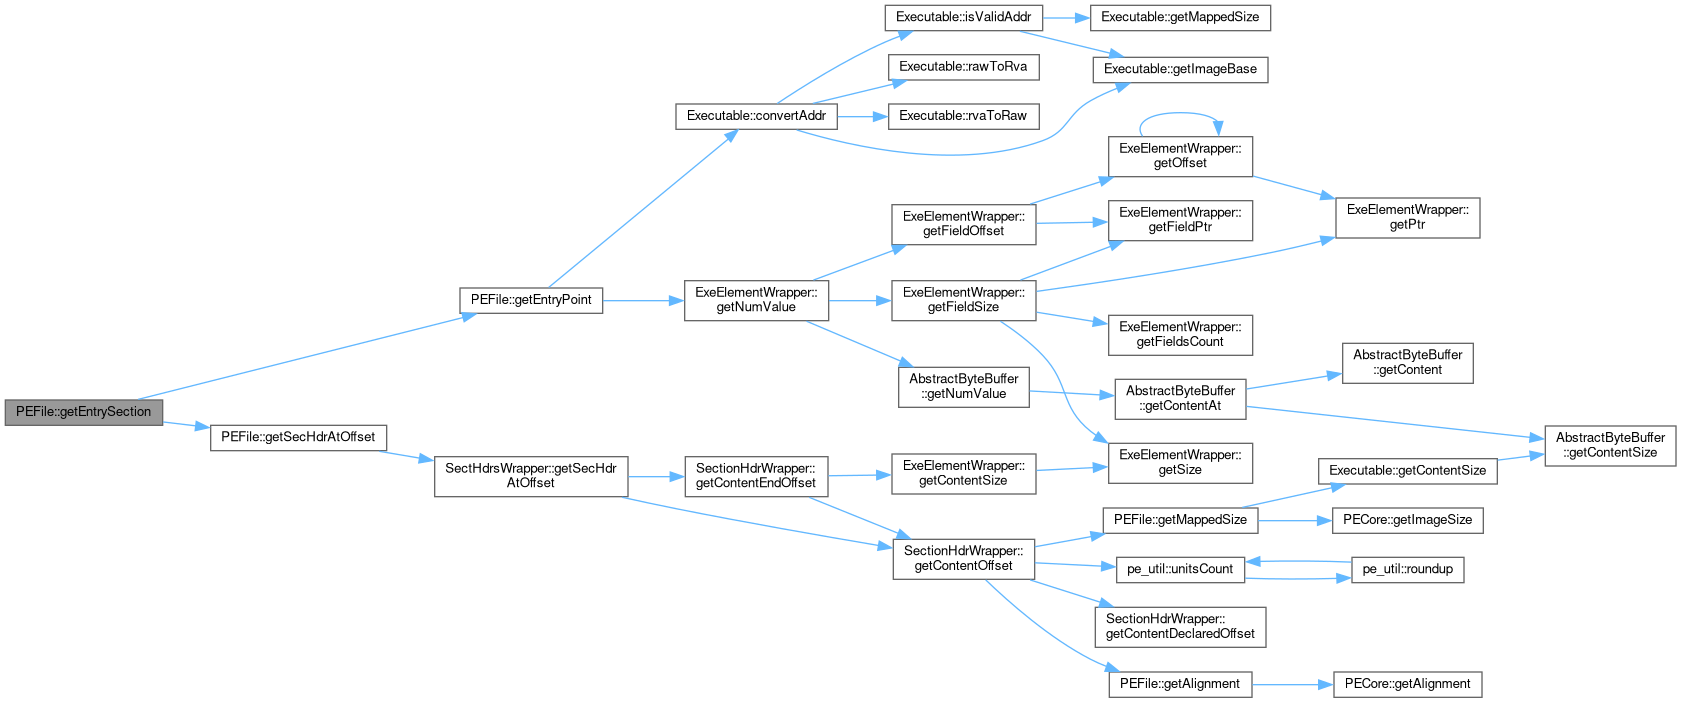 Executable::isValidAddr
Executable::getMappedSize
Executable::rawToRva
Executable::getImageBase
Executable::convertAddr
Executable::rvaToRaw
ExeElementWrapper::
getOffset
ExeElementWrapper::
getFieldOffset
ExeElementWrapper::
getFieldPtr
ExeElementWrapper::
getPtr
PEFile::getEntryPoint
ExeElementWrapper::
getNumValue
ExeElementWrapper::
getFieldSize
ExeElementWrapper::
getFieldsCount
AbstractByteBuffer
::getContent
AbstractByteBuffer
::getNumValue
AbstractByteBuffer
::getContentAt
PEFile::getEntrySection
PEFile::getSecHdrAtOffset
AbstractByteBuffer
::getContentSize
SectHdrsWrapper::getSecHdr
AtOffset
SectionHdrWrapper::
getContentEndOffset
ExeElementWrapper::
getContentSize
ExeElementWrapper::
getSize
Executable::getContentSize
PEFile::getMappedSize
PECore::getImageSize
SectionHdrWrapper::
getContentOffset
pe_util::unitsCount
pe_util::roundup
SectionHdrWrapper::
getContentDeclaredOffset
PEFile::getAlignment
PECore::getAlignment